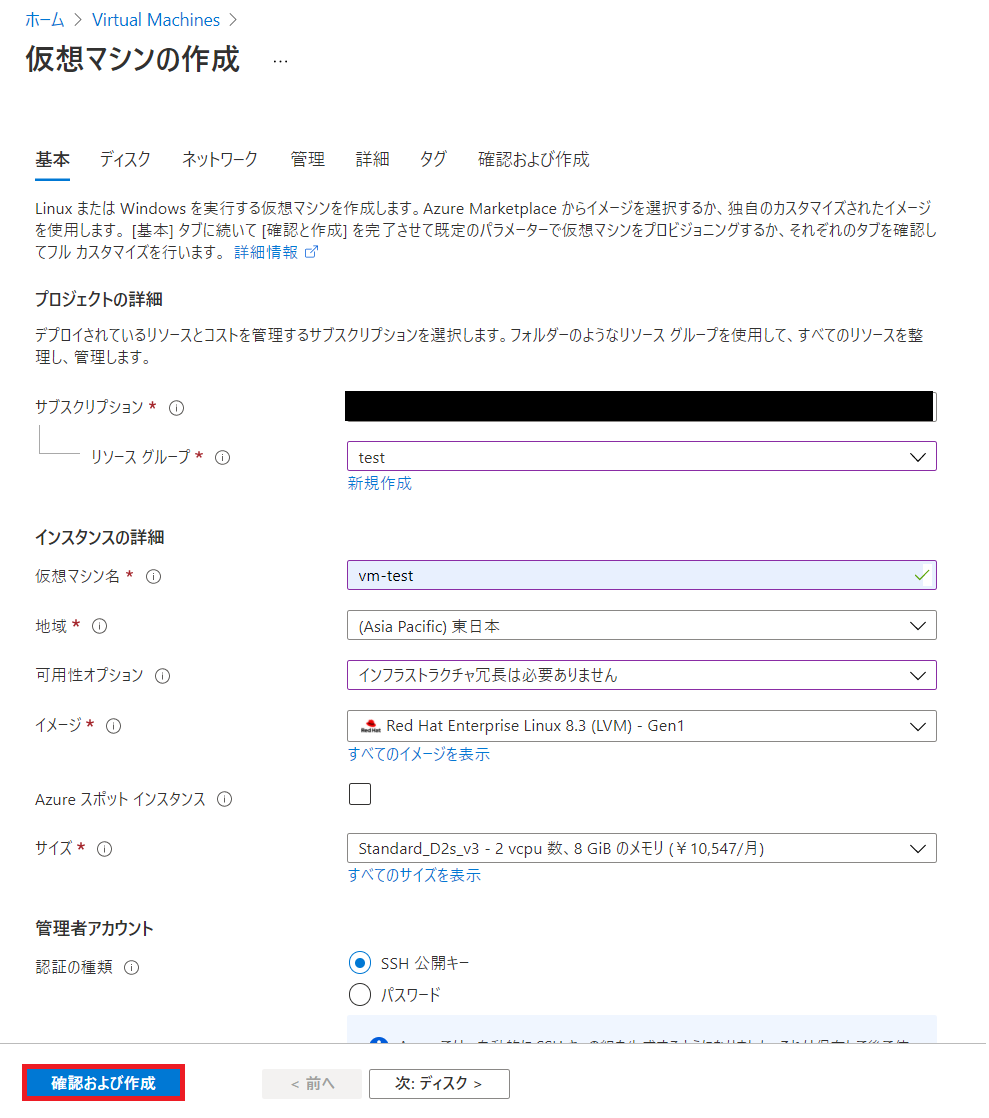 ホーム > Virtual Machines >
仮想マシンの作成 ...
基本 ディスク ネットワーク 管理 詳細 タグ 確認および作成
Linux または Windows を実行する仮想マシンを作成します。Azure Marketplace からイメージを選択するか、独自のカスタマイズされたイメージ
を使用します。[基本] タブに続いて [確認と作成] を完了させて既定のパラメーターで仮想マシンをプロビジョニングするか、それぞれのタブを確認し
てフル カスタマイズを行います。 詳細情報
プロジェクトの詳細
デプロイされているリソースとコストを管理するサブスクリプションを選択します。フォルダーのようなリソース グループを使用して、すべてのリソースを整
理し、管理します。
サブスクリプション *
リソース グループ * test
新規作成
インスタンスの詳細
仮想マシン名 * vm-test
地域 * (Asia Pacific) 東日本
可用性オプション インフラストラクチャ冗長は必要ありません
イメージ * Red Hat Red Hat Enterprise Linux 8.3 (LVM) - Gen1
すべてのイメージを表示
Azure スポット インスタンス
サイズ * Standard_D2s_v3 - 2 vcpu 数、8 GiB のメモリ (¥ 10,547/月)
すべてのサイズを表示
管理者アカウント
認証の種類 SSH 公開キー
パスワード
確認および作成 < 前へ 次: ディスク >